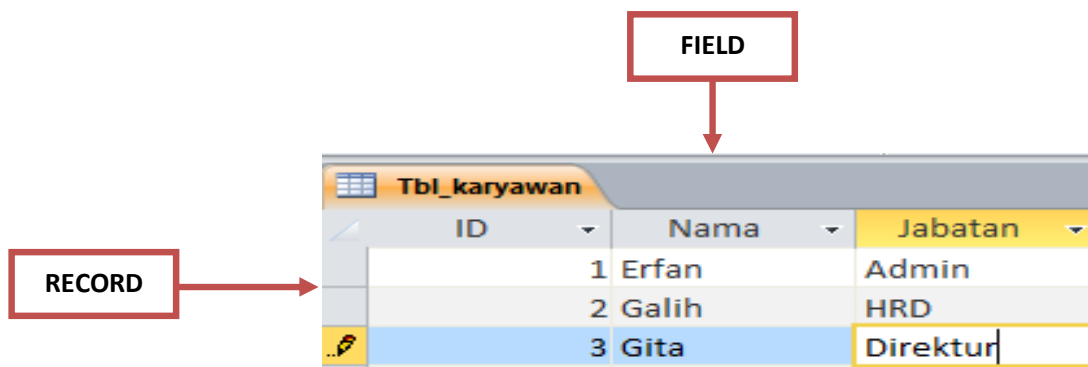 FIELD
Tbl_karyawan
ID Nama Jabatan
1 Erfan Admin
RECORD
2 Galih HRD
3 Gita Direktur